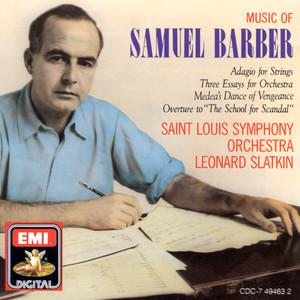 MUSIC OF
SAMUEL BARBER
Adagio for Strings
Three Essays for Orchestra
Medea's Dance of Vengeance
Overture to "The School for Scandal"
SAINT LOUIS SYMPHONY
ORCHESTRA
LEONARD SLATKIN
EMI
DIGITAL
CDC-7 49463 2